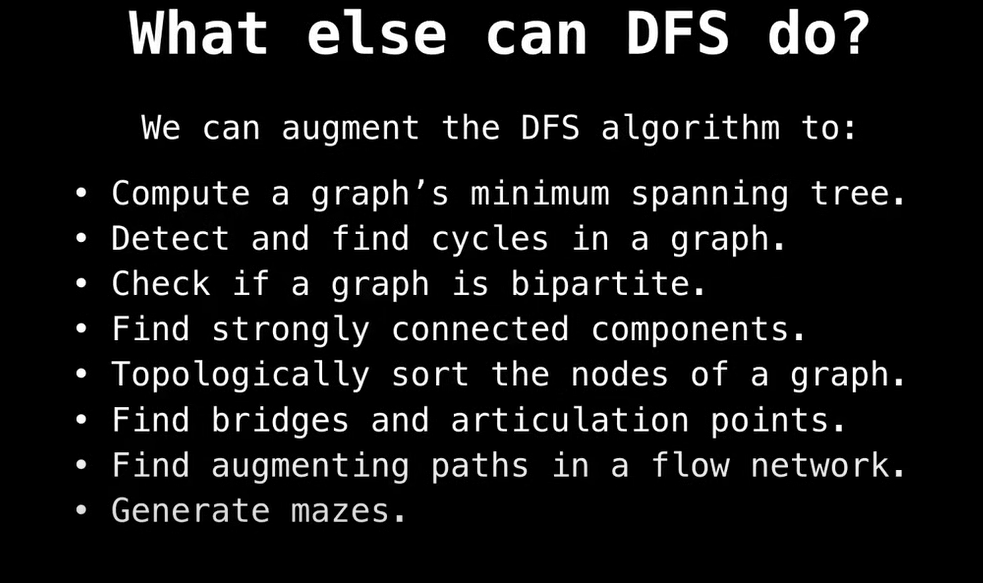 What else can DFS do?
We can augment the DFS algorithm to:
• Compute a graph’s minimum spanning tree.
• Detect and find cycles in a graph.
• Check if a graph is bipartite.
• Find strongly connected components.
• Topologically sort the nodes of a graph.
• Find bridges and articulation points.
• Find augmenting paths in a flow network.
• Generate mazes.